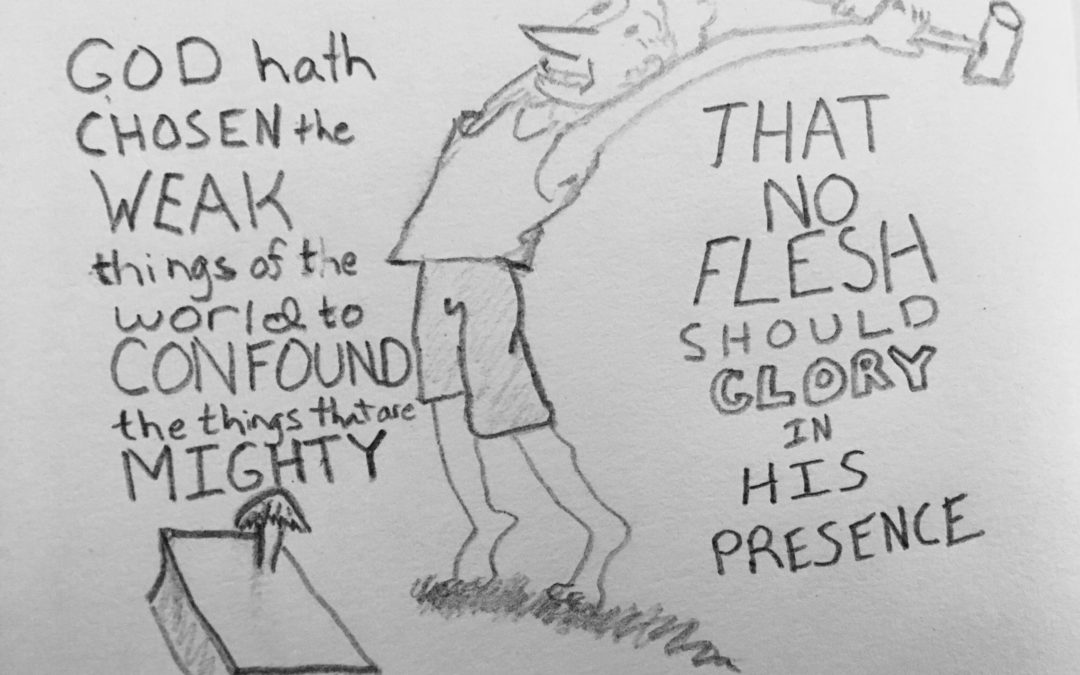 GOD hath
CHOSEN the
WEAK
things of the
world to
CONFOUND
the things that are
MIGHTY
THAT
NO
FLESH
SHOULD
GLORY
IN
HIS
PRESENCE